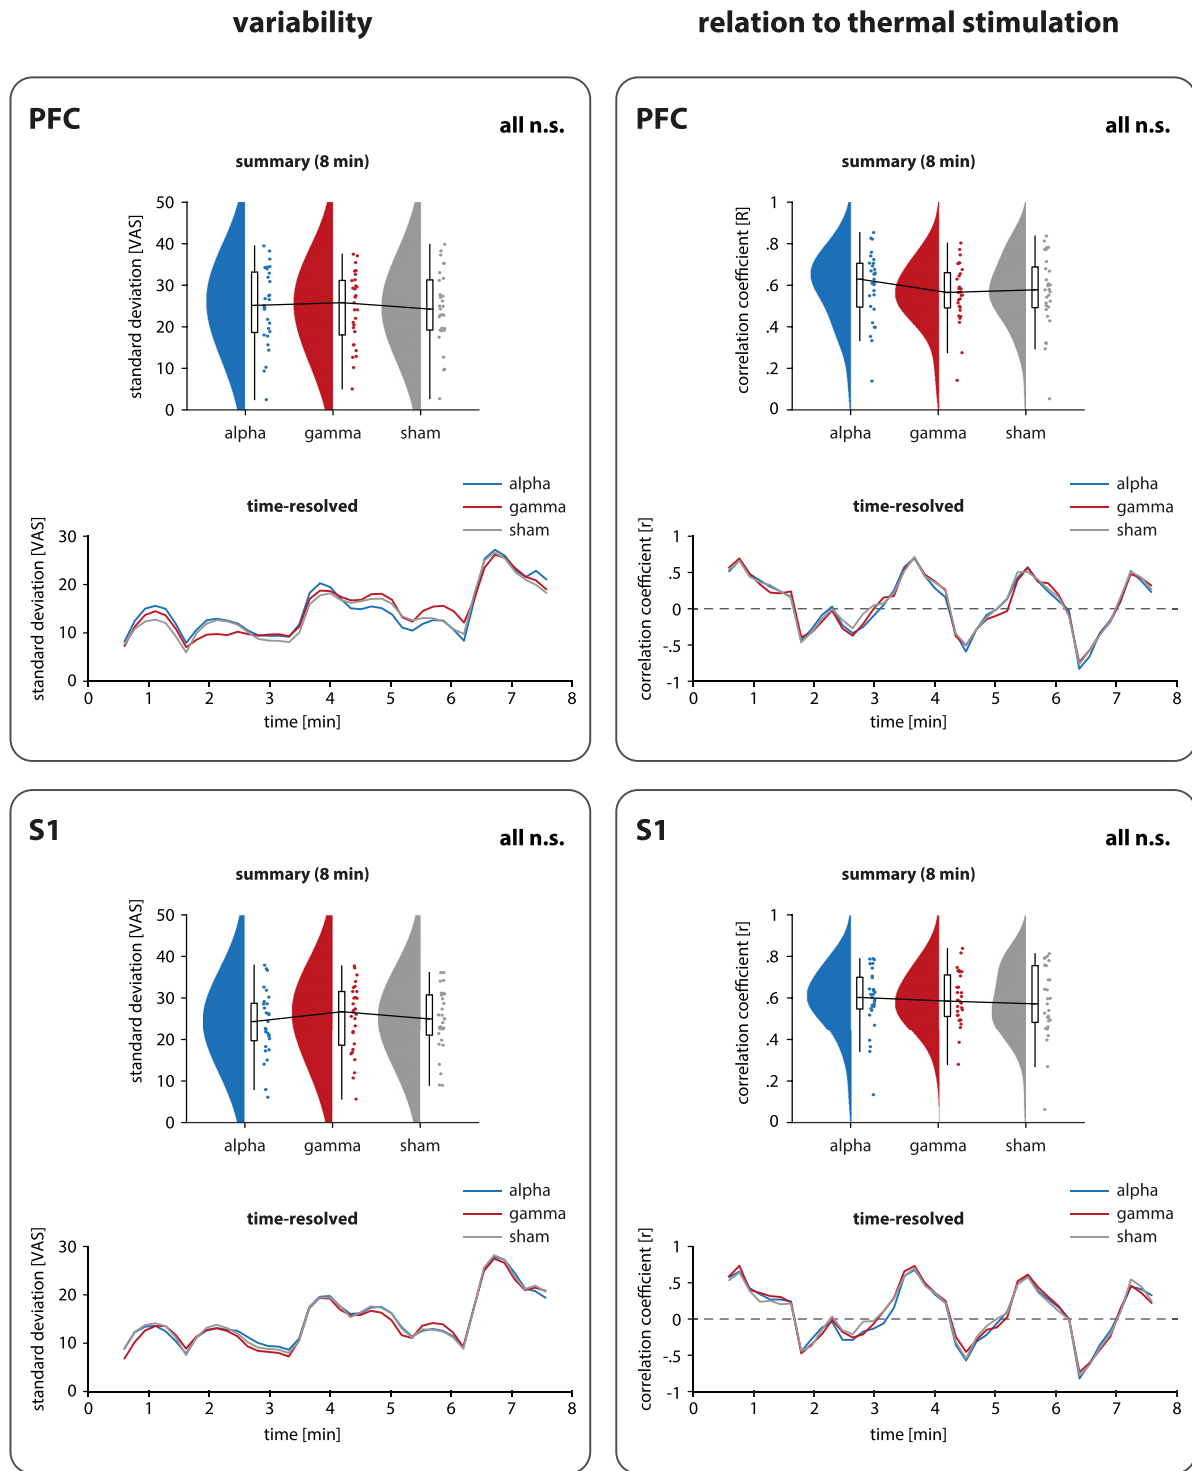 variability
relation to thermal stimulation
PFC
all n.s.
summary (8 min)
standard deviation [VAS]
50
40
30
20
10
0
alpha gamma sham
time-resolved
alpha
gamma
sham
standard deviation [VAS]
30
20
10
0
0 1 2 3 4 5 6 7 8
time [min]
PFC
all n.s.
summary (8 min)
correlation coefficient [R]
1
.8
.6
.4
.2
0
alpha gamma sham
time-resolved
alpha
gamma
sham
correlation coefficient [r]
1
.5
0
-.5
-1
0 1 2 3 4 5 6 7 8
time [min]
S1
all n.s.
summary (8 min)
standard deviation [VAS]
50
40
30
20
10
0
alpha gamma sham
time-resolved
alpha
gamma
sham
standard deviation [VAS]
30
20
10
0
0 1 2 3 4 5 6 7 8
time [min]
S1
all n.s.
summary (8 min)
correlation coefficient [r]
1
.8
.6
.4
.2
0
alpha gamma sham
time-resolved
alpha
gamma
sham
correlation coefficient [r]
1
.5
0
-.5
-1
0 1 2 3 4 5 6 7 8
time [min]